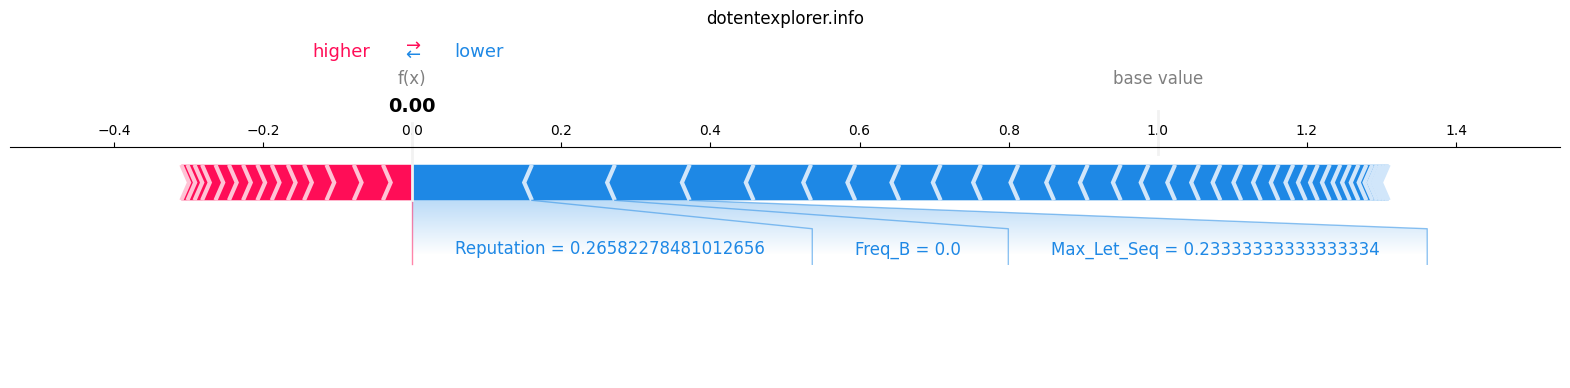 dotentexplorer.info
higher ⇄ lower
f(x) base value
0.00
−0.4 −0.2 0.0 0.2 0.4 0.6 0.8 1.0 1.2 1.4
Reputation = 0.26582278481012656 Freq_B = 0.0 Max_Let_Seq = 0.23333333333333334